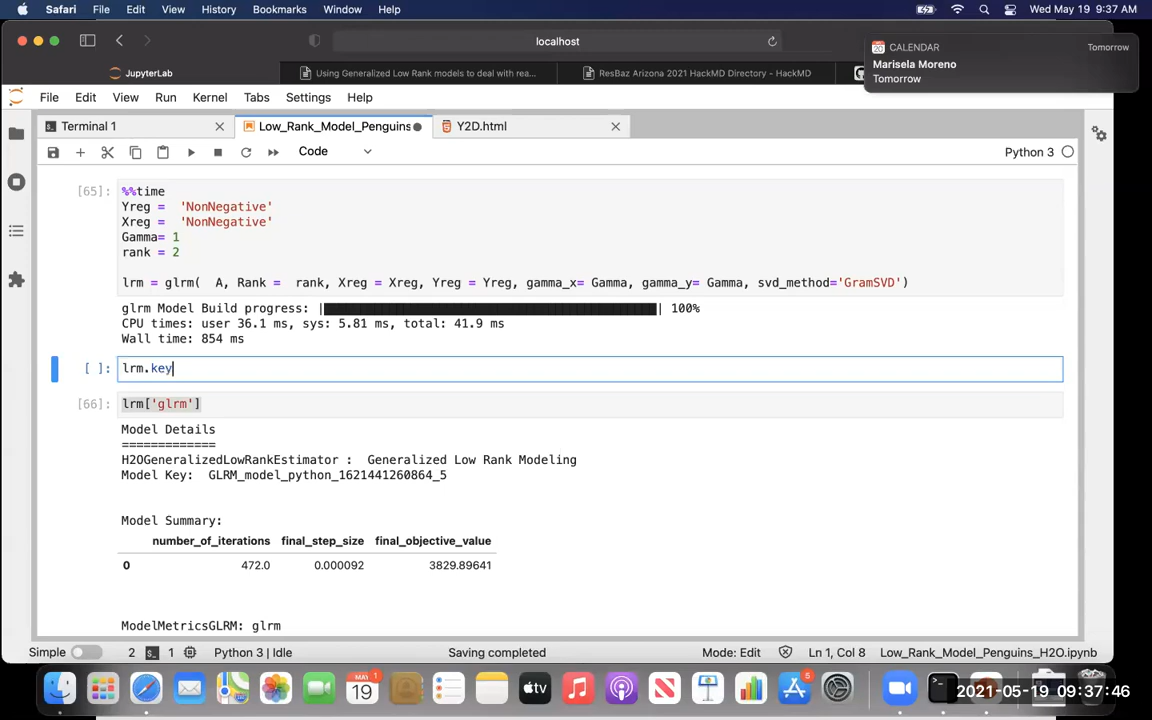 Safari File Edit View History Bookmarks Window Help Wed May 19 9:37 AM
localhost
CALENDAR Tomorrow
Marisela Moreno
Tomorrow
JupyterLab Using Generalized Low Rank models to deal with rea... ResBaz Arizona 2021 HackMD Directory - HackMD
File Edit View Run Kernel Tabs Settings Help
Terminal 1 Low_Rank_Model_Penguins Y2D.html
Code Python 3
[65]: %%time
Yreg = 'NonNegative'
Xreg = 'NonNegative'
Gamma= 1
rank = 2
lrm = glrm( A, Rank = rank, Xreg = Xreg, Yreg = Yreg, gamma_x= Gamma, gamma_y= Gamma, svd_method='GramSVD')
glrm Model Build progress: |█████████████████████████████████████████████████| 100%
CPU times: user 36.1 ms, sys: 5.81 ms, total: 41.9 ms
Wall time: 854 ms
[ ]: lrm.key
[66]: lrm['glrm']
Model Details
=============
H2OGeneralizedLowRankEstimator : Generalized Low Rank Modeling
Model Key: GLRM_model_python_1621441260864_5
Model Summary:
number_of_iterations final_step_size final_objective_value
0 472.0 0.000092 3829.89641
ModelMetricsGLRM: glrm
Simple 2 1 Python 3 | Idle Saving completed Mode: Edit Ln 1, Col 8 Low_Rank_Model_Penguins_H2O.ipynb
MAY 19 1 tv 5
2021-05-19 09:37:46